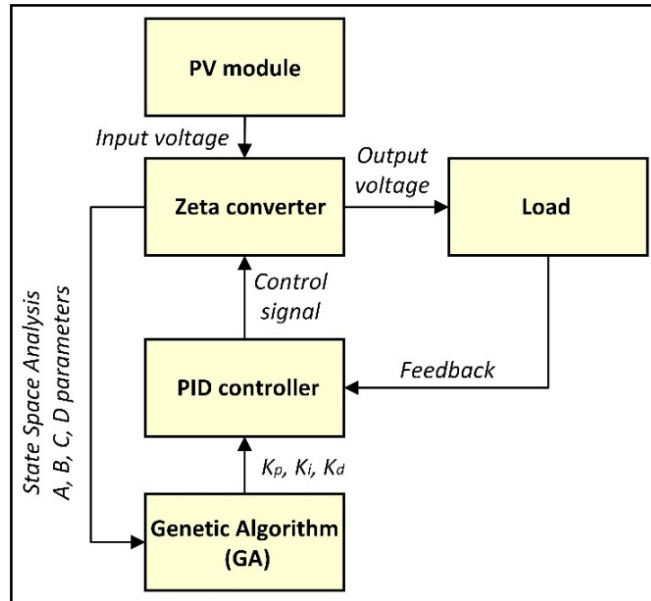 PV module
Input voltage
Output
voltage
Zeta converter
Load
Control
signal
State Space Analysis
A, B, C, D parameters
PID controller
Feedback
Kp, Ki, Kd
Genetic Algorithm
(GA)